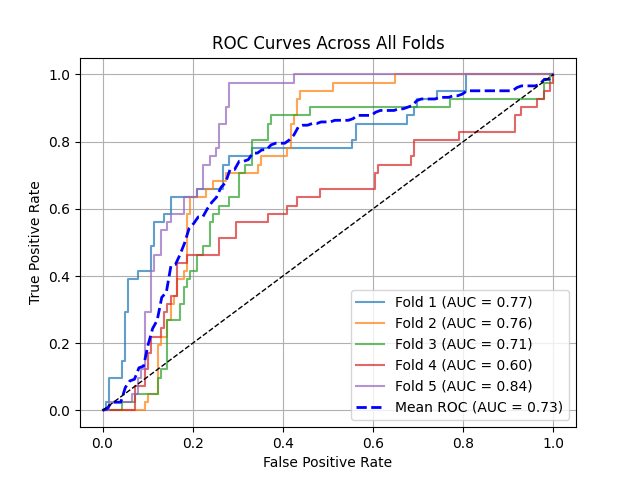 ROC Curves Across All Folds
True Positive Rate
1.0
0.8
0.6
0.4
0.2
0.0
Fold 1 (AUC = 0.77)
Fold 2 (AUC = 0.76)
Fold 3 (AUC = 0.71)
Fold 4 (AUC = 0.60)
Fold 5 (AUC = 0.84)
Mean ROC (AUC = 0.73)
0.0 0.2 0.4 0.6 0.8 1.0
False Positive Rate